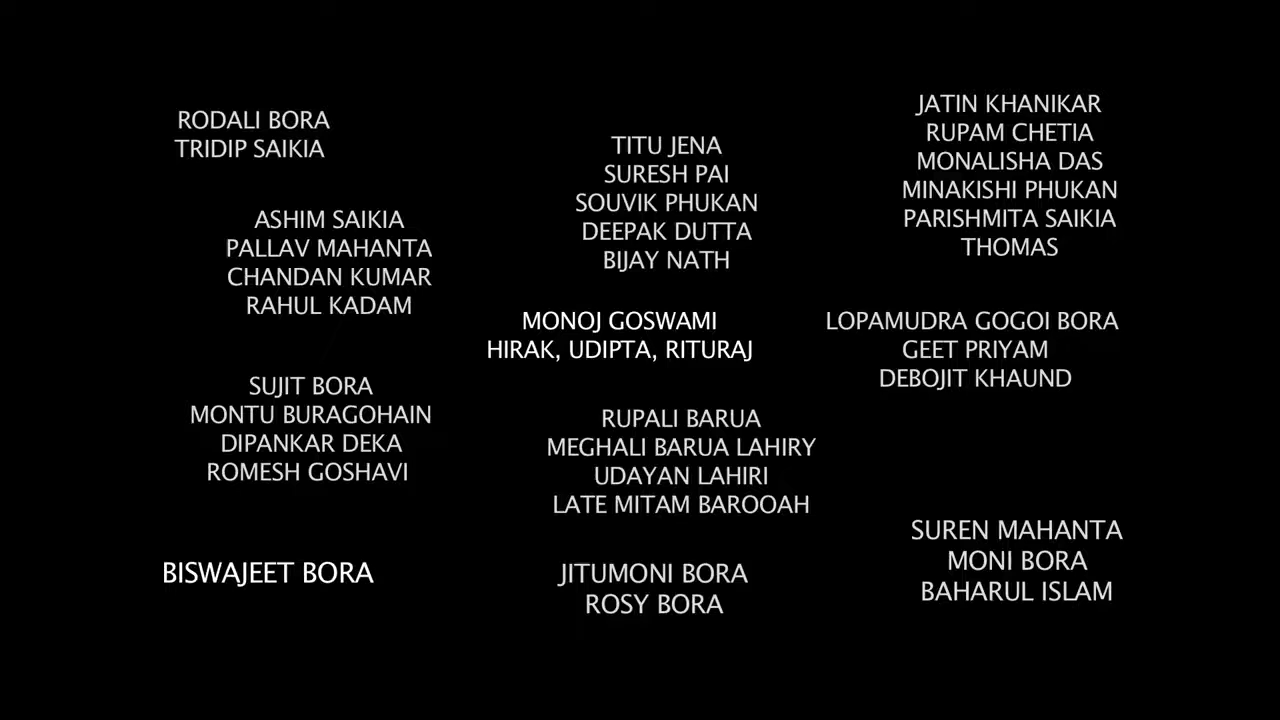 RODALI BORA
TRIDIP SAIKIA
ASHIM SAIKIA
PALLAV MAHANTA
CHANDAN KUMAR
RAHUL KADAM
SUJIT BORA
MONTU BURAGOHAIN
DIPANKAR DEKA
ROMESH GOSHAVI
BISWAJEET BORA
TITU JENA
SURESH PAI
SOUVIK PHUKAN
DEEPAK DUTTA
BIJAY NATH
MONOJ GOSWAMI
HIRAK, UDIPTA, RITURAJ
RUPALI BARUA
MEGHALI BARUA LAHIRY
UDAYAN LAHIRI
LATE MITAM BAROOAH
JITUMONI BORA
ROSY BORA
JATIN KHANIKAR
RUPAM CHETIA
MONALISHA DAS
MINAKISHI PHUKAN
PARISHMITA SAIKIA
THOMAS
LOPAMUDRA GOGOI BORA
GEET PRIYAM
DEBOJIT KHAUND
SUREN MAHANTA
MONI BORA
BAHARUL ISLAM